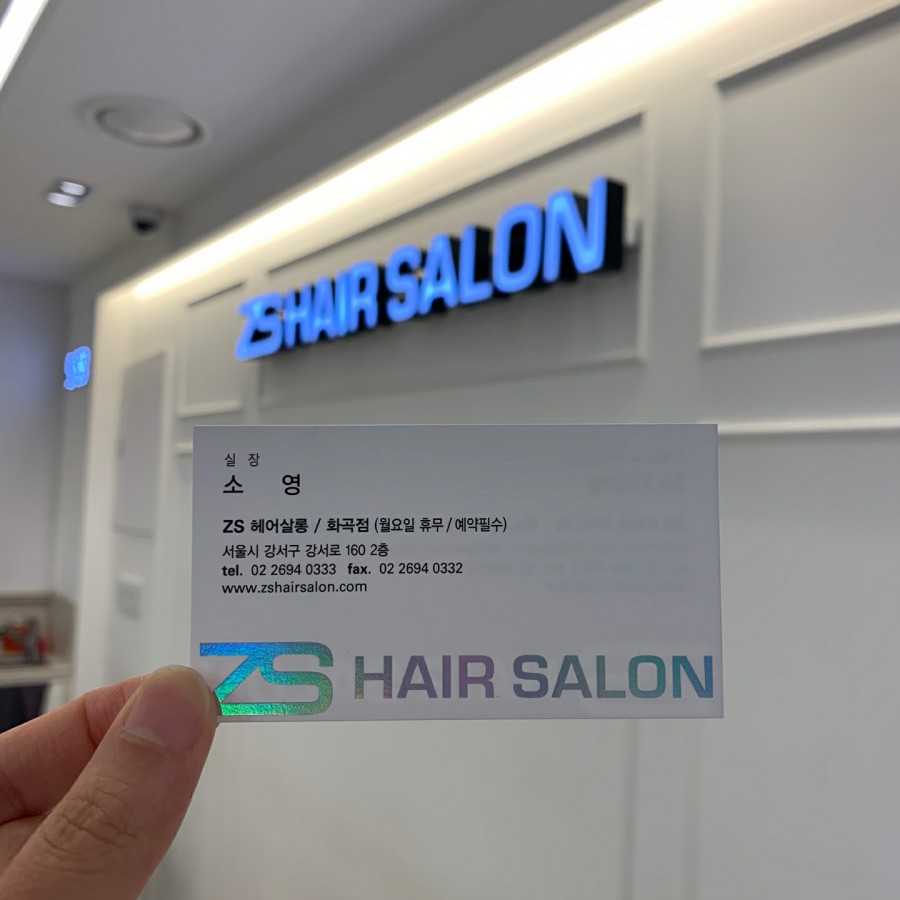 ZS HAIR SALON
실 장
소 영
ZS 헤어살롱 / 화곡점 (월요일 휴무 / 예약필수)
서울시 강서구 강서로 160 2층
tel. 02 2694 0333 fax. 02 2694 0332
www.zshairsalon.com
ZS HAIR SALON